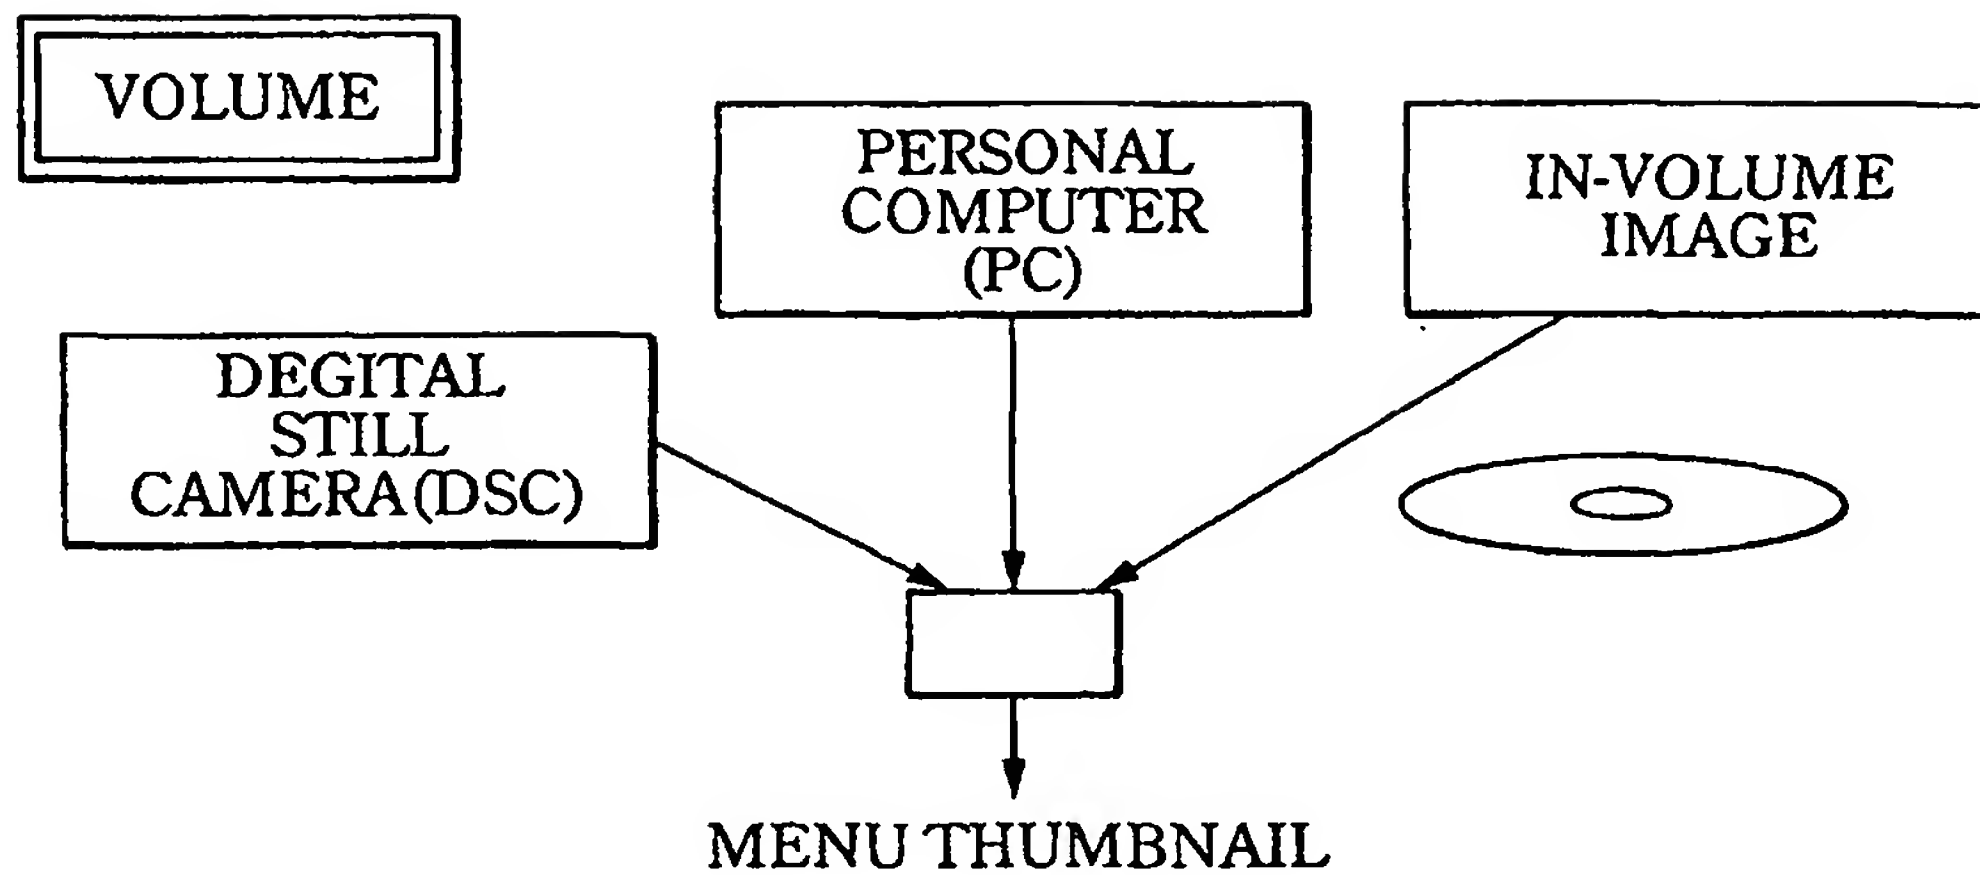 VOLUME
PERSONAL
COMPUTER
(PC)
IN-VOLUME
IMAGE
DEGITAL
STILL
CAMERA(DSC)
MENU THUMBNAIL